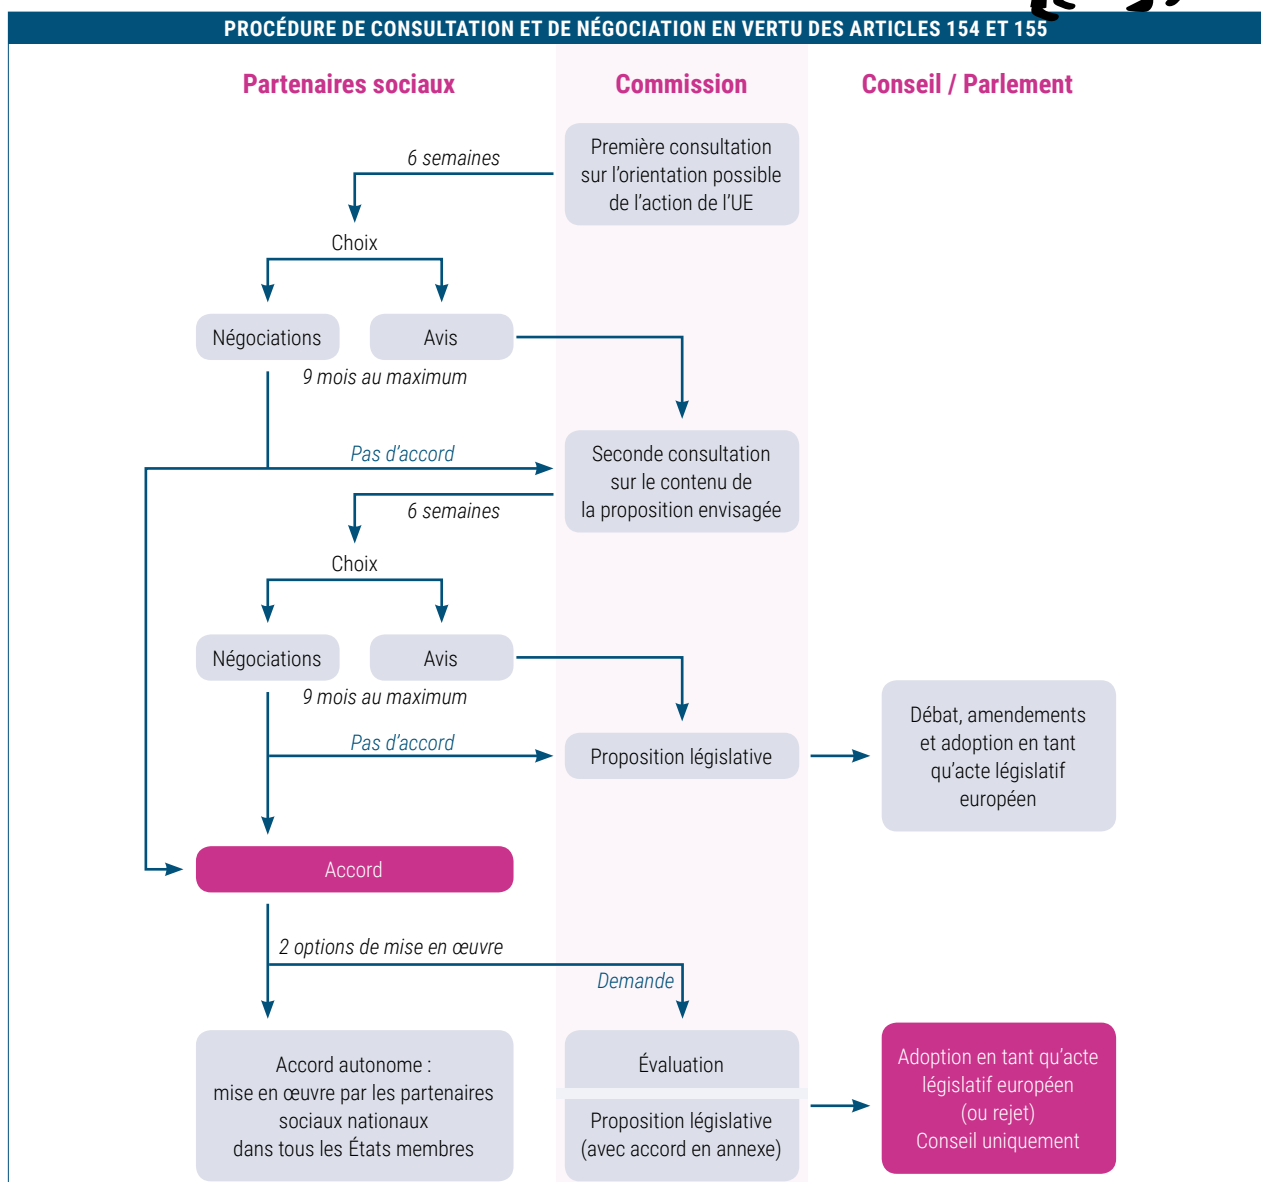 PROCÉDURE DE CONSULTATION ET DE NÉGOCIATION EN VERTU DES ARTICLES 154 ET 155
Partenaires sociaux
Commission
Conseil / Parlement
Première consultation
sur l'orientation possible
de l'action de l'UE
6 semaines
Choix
Négociations
Avis
9 mois au maximum
Pas d'accord
Seconde consultation
sur le contenu de
la proposition envisagée
6 semaines
Choix
Négociations
Avis
9 mois au maximum
Pas d'accord
Proposition législative
Débat, amendements
et adoption en tant
qu'acte législatif
européen
Accord
2 options de mise en œuvre
Demande
Accord autonome :
mise en œuvre par les partenaires
sociaux nationaux
dans tous les États membres
Évaluation
Proposition législative
(avec accord en annexe)
Adoption en tant qu'acte
législatif européen
(ou rejet)
Conseil uniquement